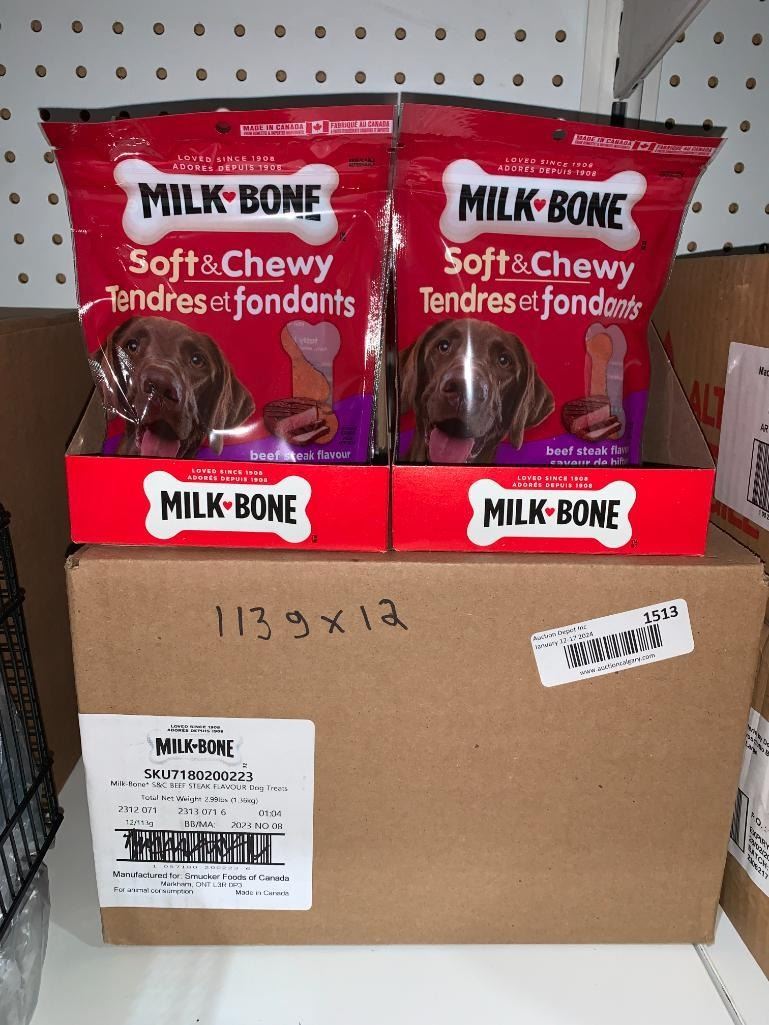 MADE IN CANADA FABRIQUÉ AU CANADA
LOVED SINCE 1908
ADORÉS DEPUIS 1908
MILK BONE
Soft & Chewy
Tendres et fondants
beef steak flavour
MADE IN CANADA FABRIQUÉ AU CANADA
LOVED SINCE 1908
ADORÉS DEPUIS 1908
MILK BONE
Soft & Chewy
Tendres et fondants
beef steak flav
saveur de bif
LOVED SINCE 1908
ADORÉS DEPUIS 1908
MILK BONE
LOVED SINCE 1908
ADORÉS DEPUIS 1908
MILK BONE
113 g x 12
1513
Auction Depot Inc
January 12-17 2024
www.auctioncalgary.com
LOVED SINCE 1908
ADORÉS DEPUIS 1908
MILK BONE
SKU7180200223
Milk-Bone* S&C BEEF STEAK FLAVOUR Dog Treats
Total Net Weight 2.99lbs (1.36kg)
2312 071 2313 071 6 01:04
12/113g BB/MA: 2023 NO 08
Manufactured for: Smucker Foods of Canada
Markham, ONT L3R 0P3
For animal consumption Made in Canada
ALT
P.O.
EXPIRY
BATCH